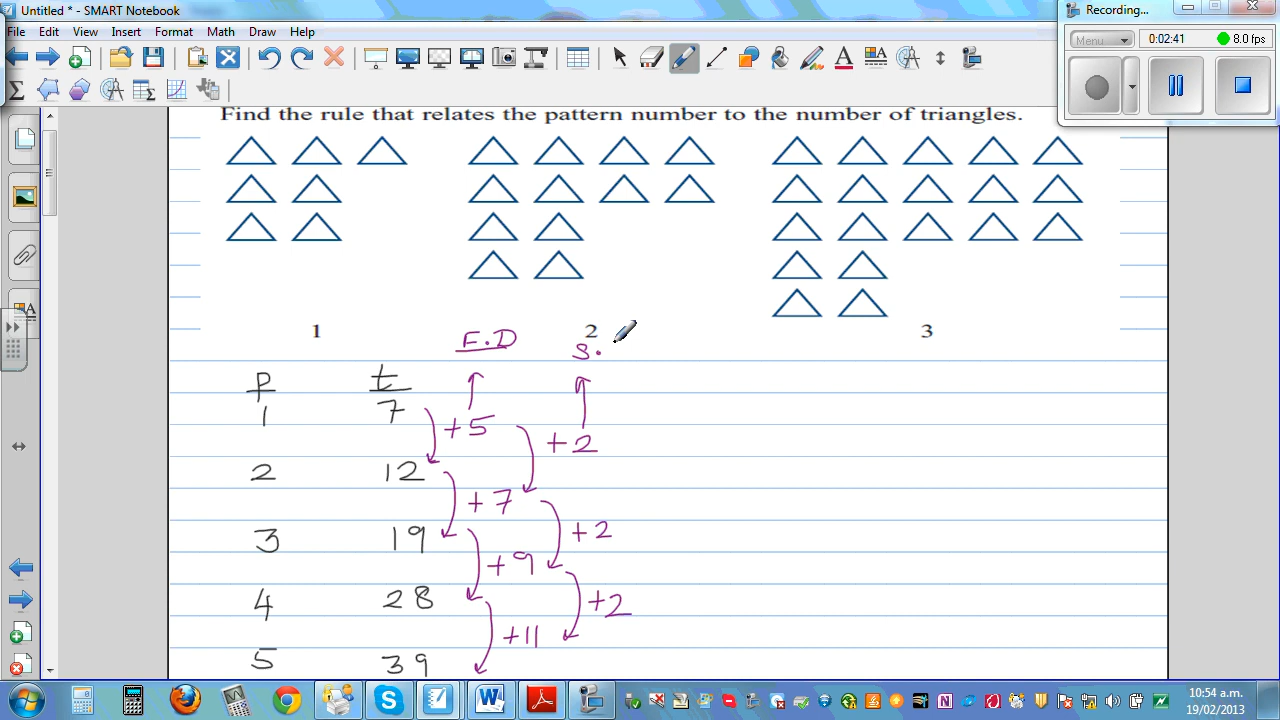 Untitled * - SMART Notebook
File Edit View Insert Format Math Draw Help
Recording...
Menu 0:02:41 8.0 fps
Find the rule that relates the pattern number to the number of triangles.
1 2 3
F.D S.
p t
1 7 +5 +2
2 12 +7
3 19 +2
+9
4 28 +2
+11
5 39
10:54 a.m.
19/02/2013